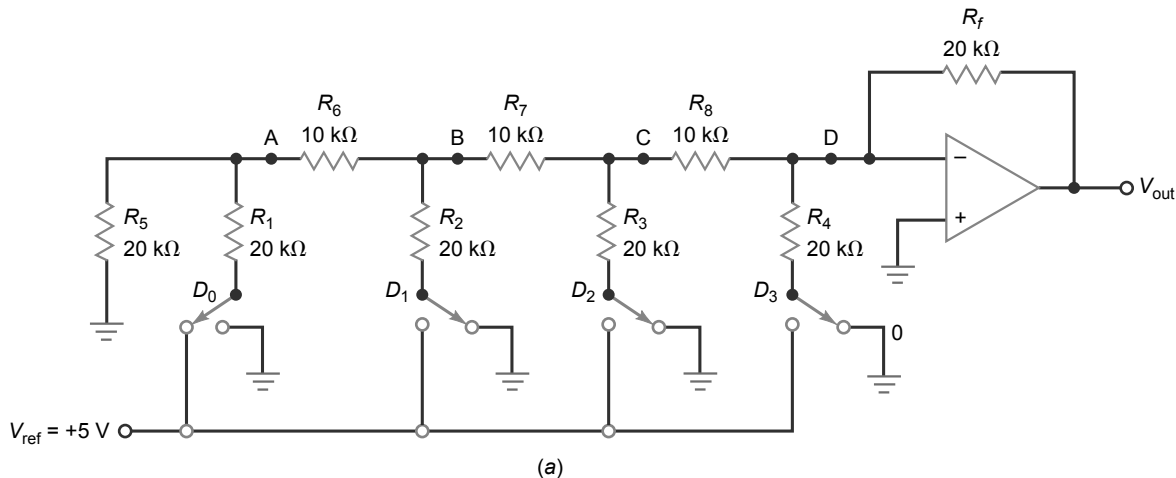 R_f
20 kΩ
R_6
10 kΩ
R_7
10 kΩ
R_8
10 kΩ
A
B
C
D
–
+
V_out
R_5
20 kΩ
R_1
20 kΩ
R_2
20 kΩ
R_3
20 kΩ
R_4
20 kΩ
D_0
D_1
D_2
D_3
0
V_ref = +5 V
(a)